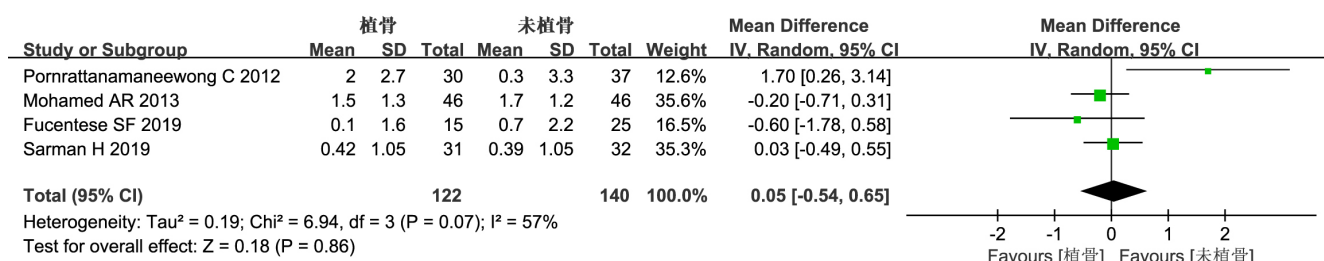 植骨 未植骨 Mean Difference Mean Difference
Study or Subgroup Mean SD Total Mean SD Total Weight IV, Random, 95% CI IV, Random, 95% CI
Pornrattanamaneewong C 2012 2 2.7 30 0.3 3.3 37 12.6% 1.70 [0.26, 3.14]
Mohamed AR 2013 1.5 1.3 46 1.7 1.2 46 35.6% -0.20 [-0.71, 0.31]
Fucentese SF 2019 0.1 1.6 15 0.7 2.2 25 16.5% -0.60 [-1.78, 0.58]
Sarman H 2019 0.42 1.05 31 0.39 1.05 32 35.3% 0.03 [-0.49, 0.55]
Total (95% CI) 122 140 100.0% 0.05 [-0.54, 0.65]
Heterogeneity: Tau² = 0.19; Chi² = 6.94, df = 3 (P = 0.07); I² = 57%
Test for overall effect: Z = 0.18 (P = 0.86)
-2 -1 0 1 2
Favours [植骨] Favours [未植骨]